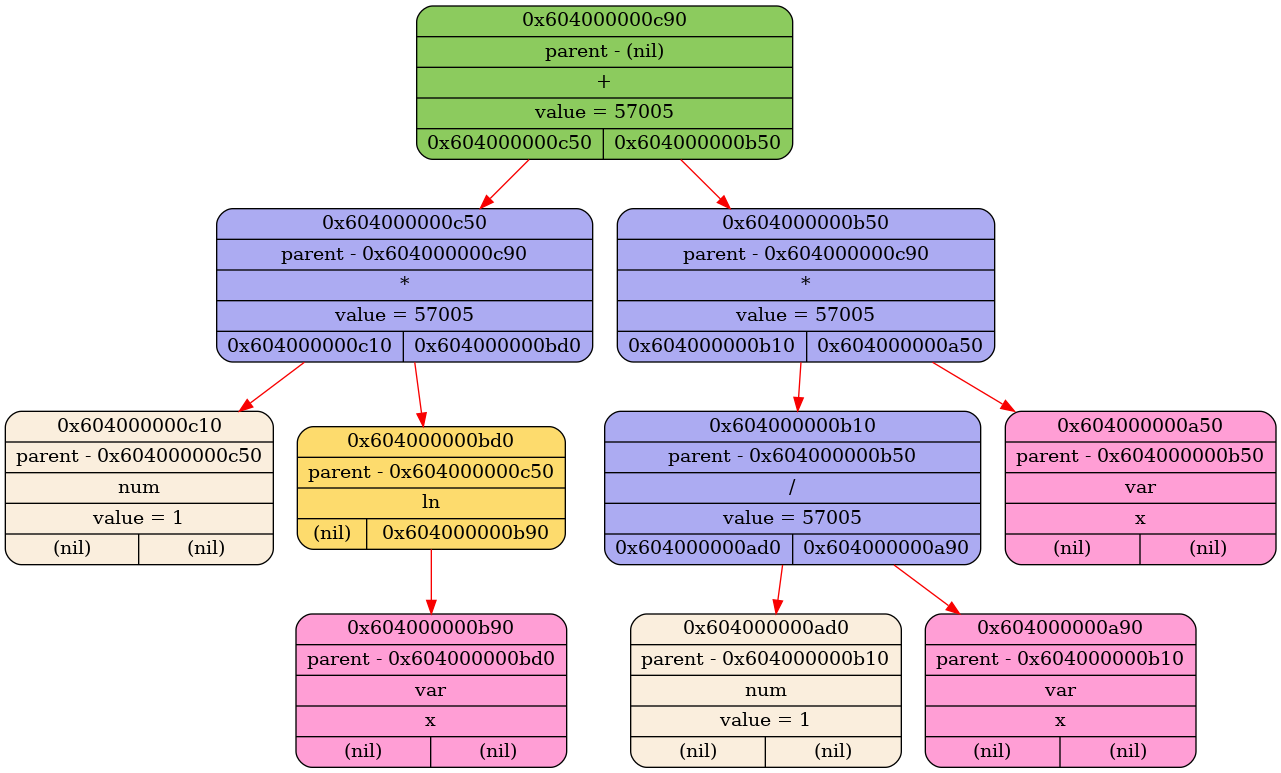 0x604000000c90
parent - (nil)
+
value = 57005
0x604000000c50 0x604000000b50
0x604000000c50
parent - 0x604000000c90
*
value = 57005
0x604000000c10 0x604000000bd0
0x604000000b50
parent - 0x604000000c90
*
value = 57005
0x604000000b10 0x604000000a50
0x604000000c10
parent - 0x604000000c50
num
value = 1
(nil) (nil)
0x604000000bd0
parent - 0x604000000c50
ln
(nil) 0x604000000b90
0x604000000b10
parent - 0x604000000b50
/
value = 57005
0x604000000ad0 0x604000000a90
0x604000000a50
parent - 0x604000000b50
var
x
(nil) (nil)
0x604000000b90
parent - 0x604000000bd0
var
x
(nil) (nil)
0x604000000ad0
parent - 0x604000000b10
num
value = 1
(nil) (nil)
0x604000000a90
parent - 0x604000000b10
var
x
(nil) (nil)